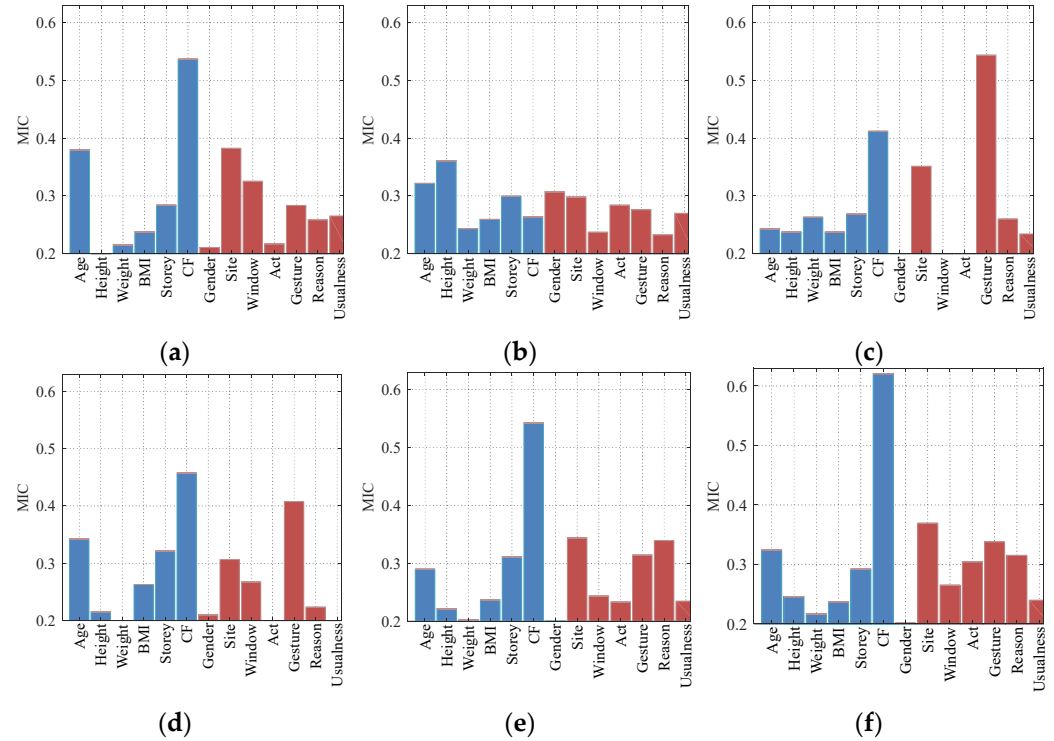 0.6
0.5
MIC
0.4
0.3
0.2
Age
Height
Weight
BMI
Storey
CF
Gender
Site
Window
Act
Gesture
Reason
Usualness
(a)
0.6
0.5
MIC
0.4
0.3
0.2
Age
Height
Weight
BMI
Storey
CF
Gender
Site
Window
Act
Gesture
Reason
Usualness
(b)
0.6
0.5
MIC
0.4
0.3
0.2
Age
Height
Weight
BMI
Storey
CF
Gender
Site
Window
Act
Gesture
Reason
Usualness
(c)
0.6
0.5
MIC
0.4
0.3
0.2
Age
Height
Weight
BMI
Storey
CF
Gender
Site
Window
Act
Gesture
Reason
Usualness
(d)
0.6
0.5
MIC
0.4
0.3
0.2
Age
Height
Weight
BMI
Storey
CF
Gender
Site
Window
Act
Gesture
Reason
Usualness
(e)
0.6
0.5
MIC
0.4
0.3
0.2
Age
Height
Weight
BMI
Storey
CF
Gender
Site
Window
Act
Gesture
Reason
Usualness
(f)